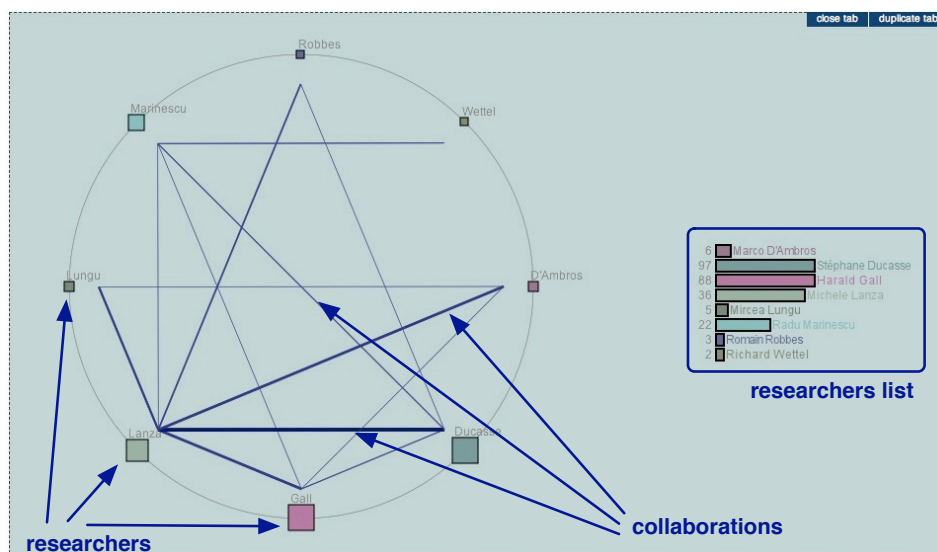 close tab duplicate tab
Robbes
Marinescu
Wettel
Lungu
D'Ambros
6 Marco D'Ambros
97 Stéphane Ducasse
88 Harald Gall
36 Michele Lanza
5 Mircea Lungu
22 Radu Marinescu
3 Romain Robbes
2 Richard Wettel
researchers list
Lanza
Ducasse
Gall
researchers
collaborations